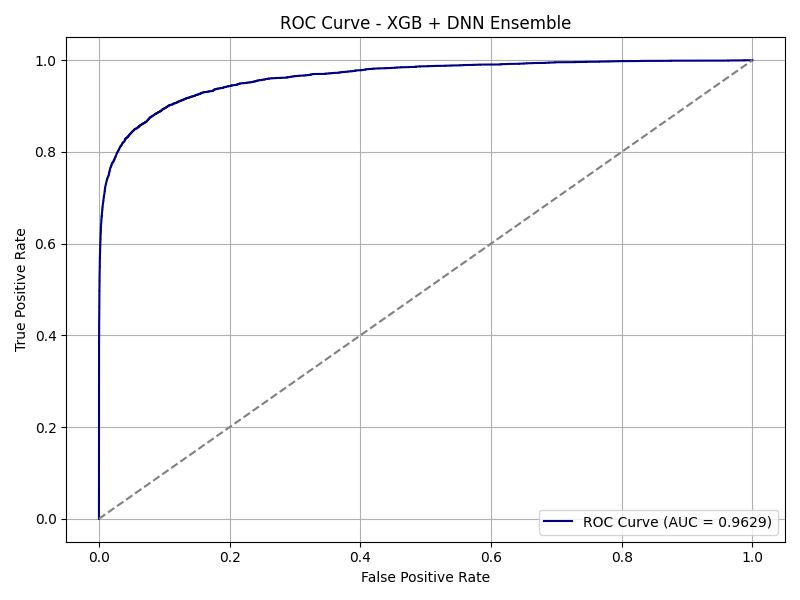 ROC Curve - XGB + DNN Ensemble
1.0
0.8
0.6
0.4
0.2
0.0
True Positive Rate
ROC Curve (AUC = 0.9629)
0.0 0.2 0.4 0.6 0.8 1.0
False Positive Rate